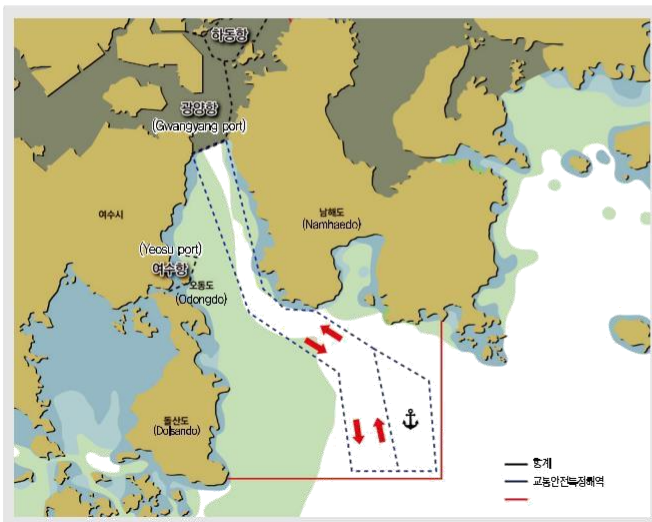 하동항
광양항
(Gwangyang port)
여수시
남해도
(Namhaedo)
(Yeosu port)
여수항
오동도
(Odongdo)
돌산도
(Dolsando)
항계
교통안전특정해역